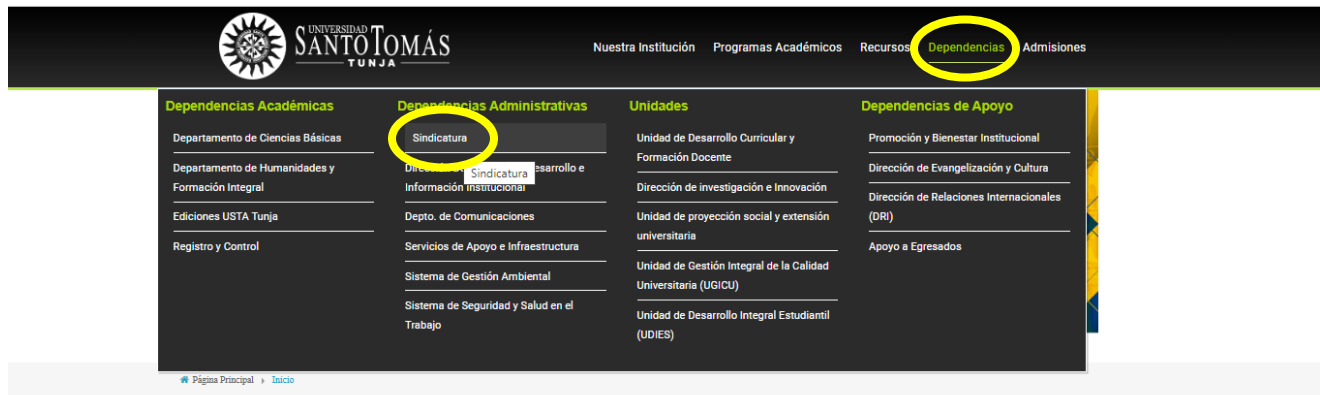 UNIVERSIDAD
SANTO TOMÁS
TUNJA
Nuestra Institución Programas Académicos Recursos Dependencias Admisiones
Dependencias Académicas
Departamento de Ciencias Básicas
Departamento de Humanidades y
Formación Integral
Ediciones USTA Tunja
Registro y Control
Dependencias Administrativas
Sindicatura
Sindicatura
esarrollo e
Información Institucional
Depto. de Comunicaciones
Servicios de Apoyo e Infraestructura
Sistema de Gestión Ambiental
Sistema de Seguridad y Salud en el
Trabajo
Unidades
Unidad de Desarrollo Curricular y
Formación Docente
Dirección de investigación e Innovación
Unidad de proyección social y extensión
universitaria
Unidad de Gestión Integral de la Calidad
Universitaria (UGICU)
Unidad de Desarrollo Integral Estudiantil
(UDIES)
Dependencias de Apoyo
Promoción y Bienestar Institucional
Dirección de Evangelización y Cultura
Dirección de Relaciones Internacionales
(DRI)
Apoyo a Egresados
Página Principal Inicio